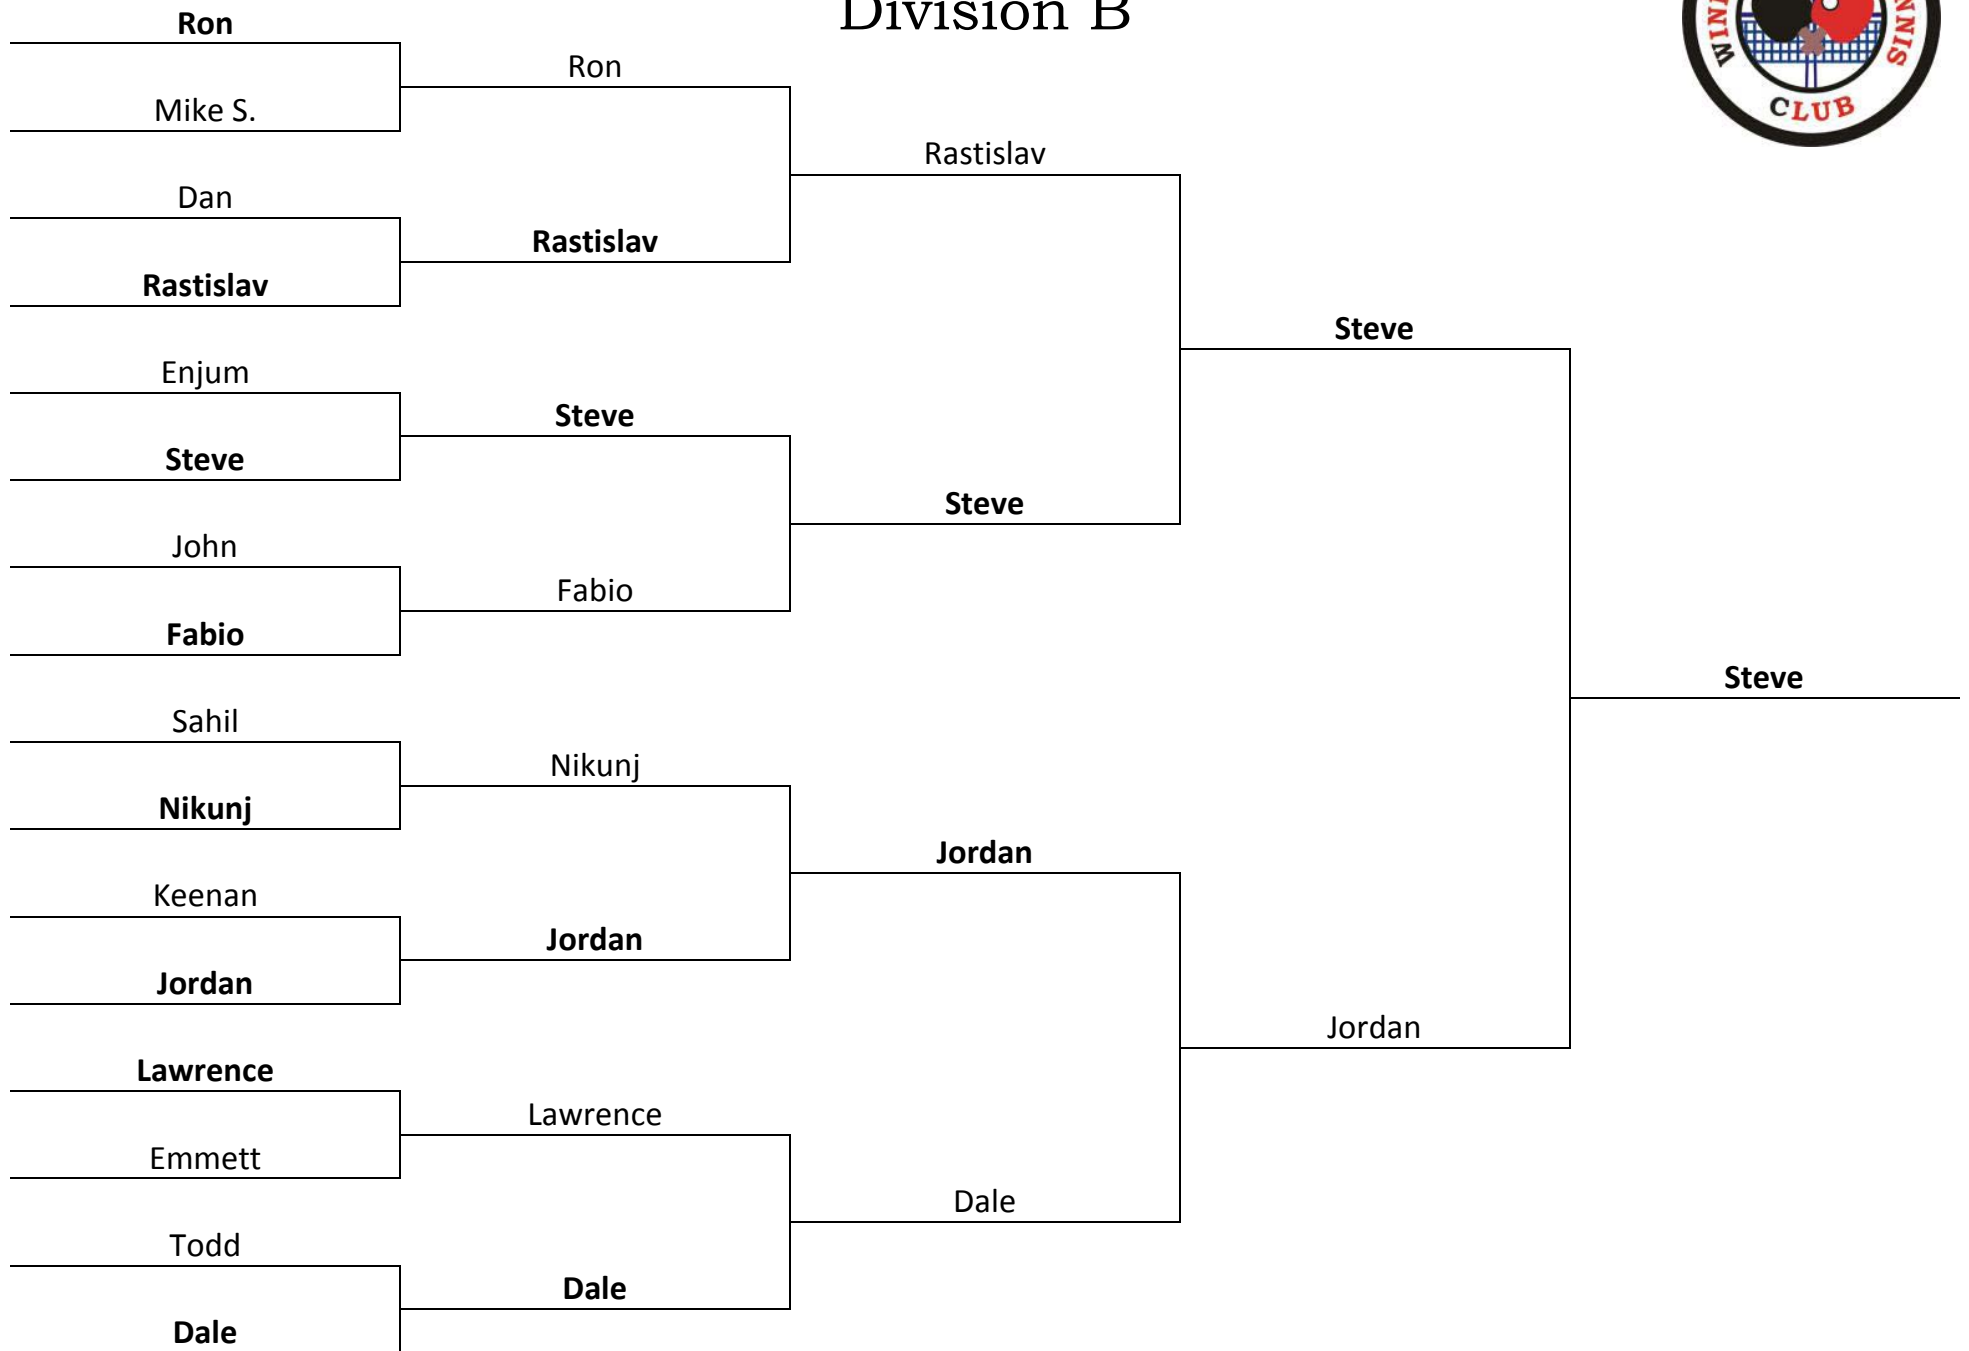 Division B
Ron
Mike S.
Dan
Rastislav
Enjum
Steve
John
Fabio
Sahil
Nikunj
Keenan
Jordan
Lawrence
Emmett
Todd
Dale
Ron
Rastislav
Steve
Fabio
Nikunj
Jordan
Lawrence
Dale
Rastislav
Steve
Jordan
Dale
Steve
Jordan
Steve
CLUB